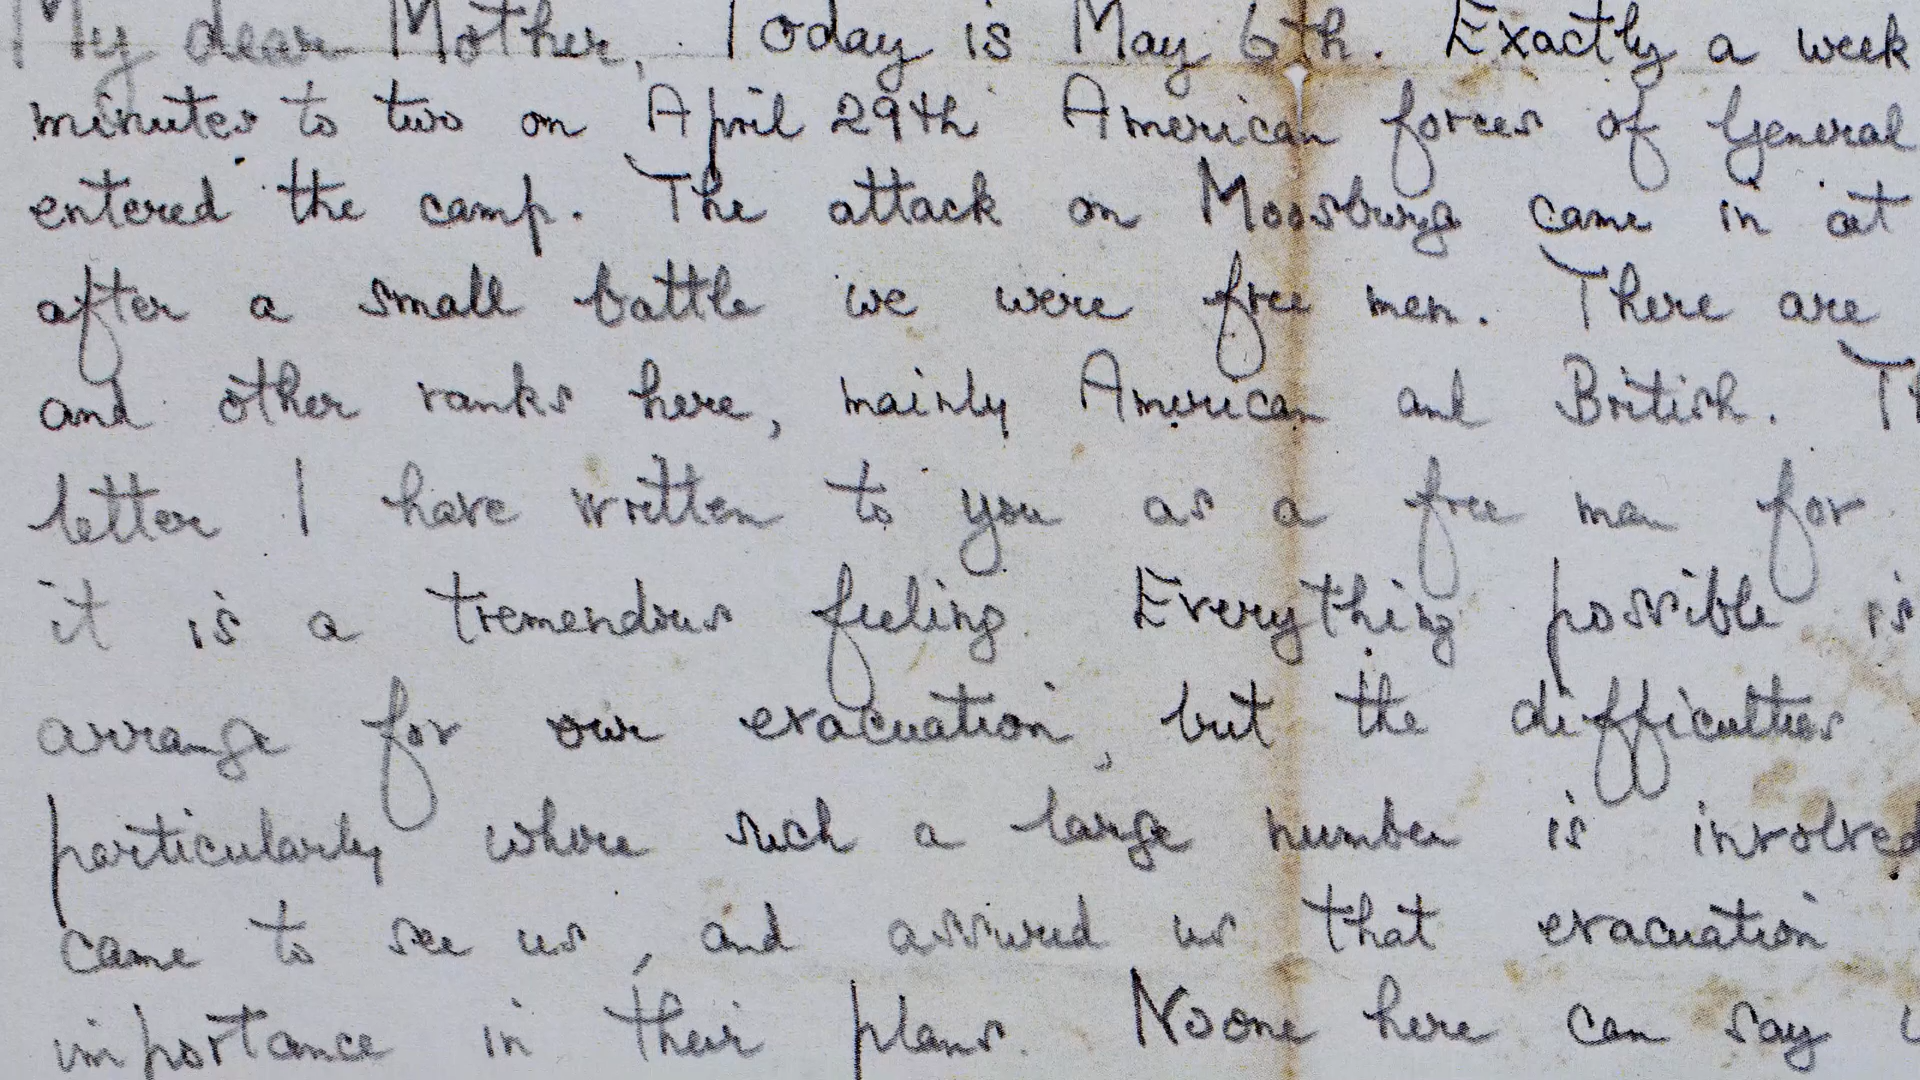 My dear Mother, Today is May 6th. Exactly a week
minutes to two on April 29th American forces of General
entered the camp. The attack on Moosburg came in at
after a small battle we were free men. There are
and other ranks here, mainly American and British. Th
letter I have written to you as a free man for
it is a tremendous feeling. Everything possible is
arrange for our evacuation, but the difficulties
particularly where such a large number is involved
came to see us, and assured us that evacuation
importance in their plans. Noone here can say